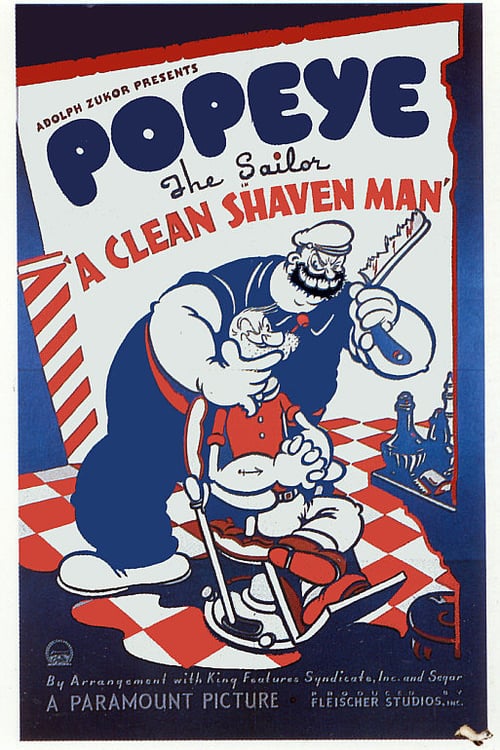 ADOLPH ZUKOR PRESENTS
POPEYE
The Sailor
IN
"A CLEAN SHAVEN MAN"
By Arrangement with King Features Syndicate, Inc. and Segar
A PARAMOUNT PICTURE • PRODUCED BY
FLEISCHER STUDIOS, INC.